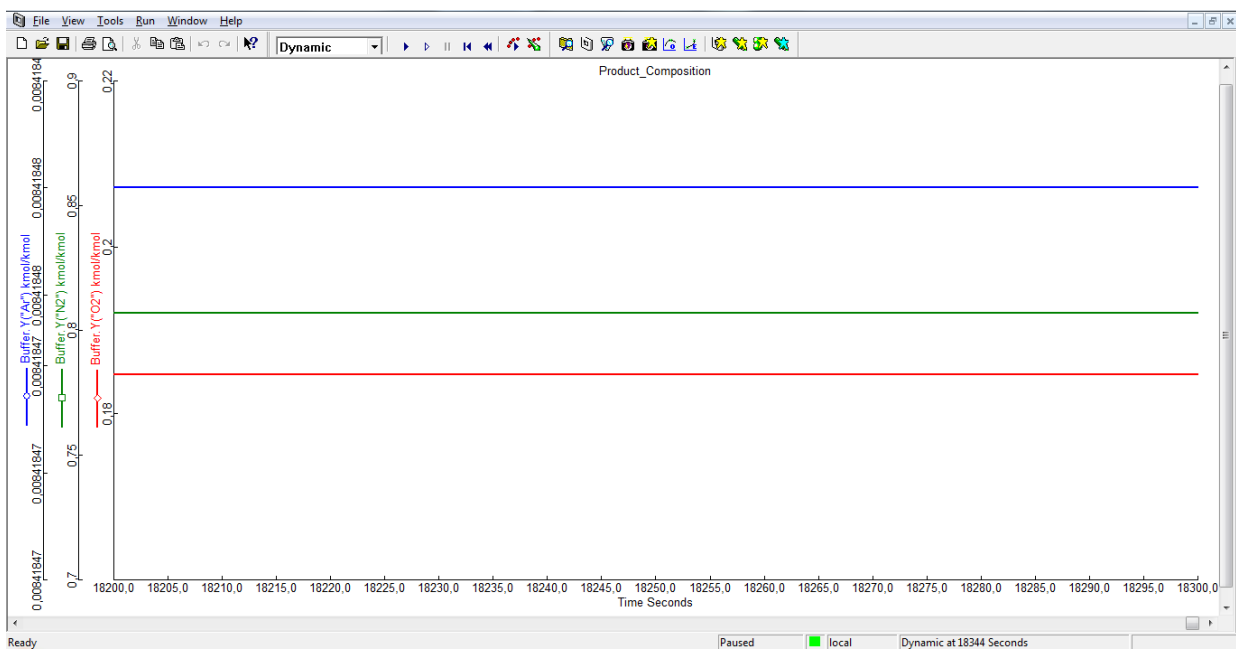 File View Tools Run Window Help
Dynamic
Product_Composition
0,0084184
0,00841848
0,00841848
0,00841847
0,00841847
0,00841847
Buffer.Y("Ar") kmol/kmol
0,9
0,85
0,8
0,75
0,7
Buffer.Y("N2") kmol/kmol
0,22
0,2
0,18
Buffer.Y("O2") kmol/kmol
18200,0 18205,0 18210,0 18215,0 18220,0 18225,0 18230,0 18235,0 18240,0 18245,0 18250,0 18255,0 18260,0 18265,0 18270,0 18275,0 18280,0 18285,0 18290,0 18295,0 18300,0
Time Seconds
Ready Paused local Dynamic at 18344 Seconds